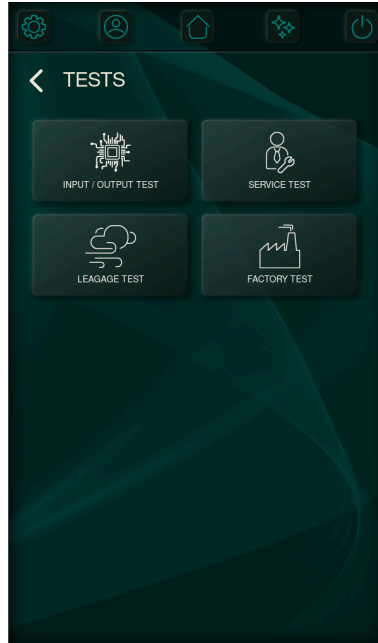 TESTS
INPUT / OUTPUT TEST
SERVICE TEST
LEAGAGE TEST
FACTORY TEST